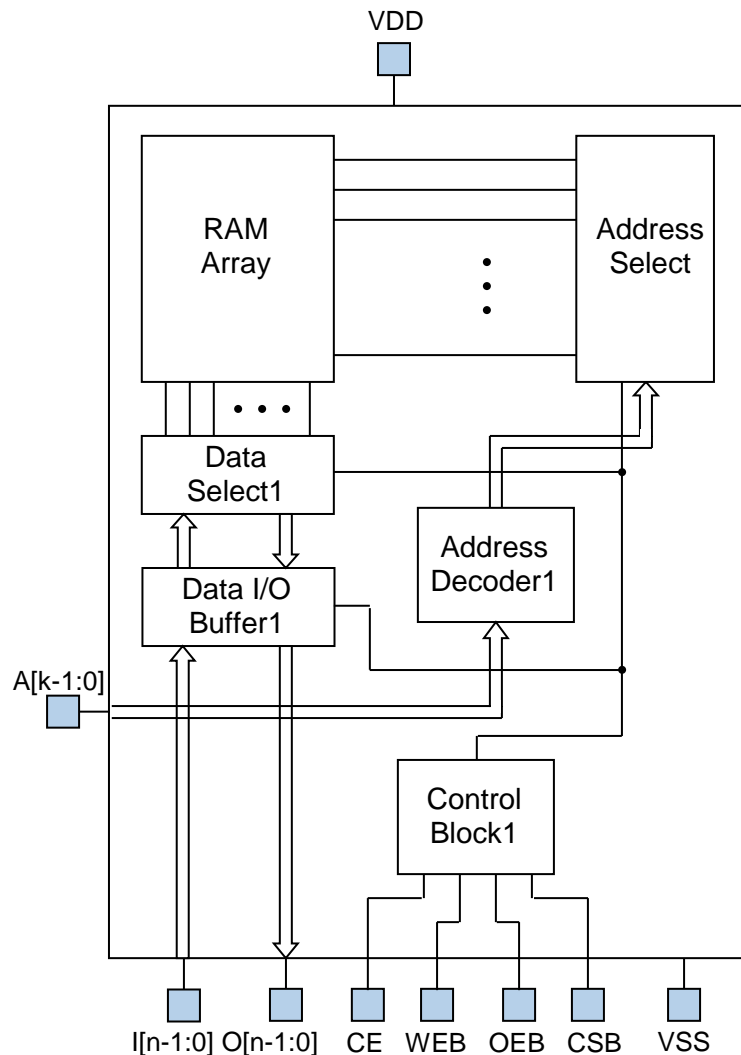 VDD
RAM
Array
Address
Select
Data
Select1
Address
Decoder1
Data I/O
Buffer1
A[k-1:0]
Control
Block1
I[n-1:0] O[n-1:0] CE WEB OEB CSB VSS